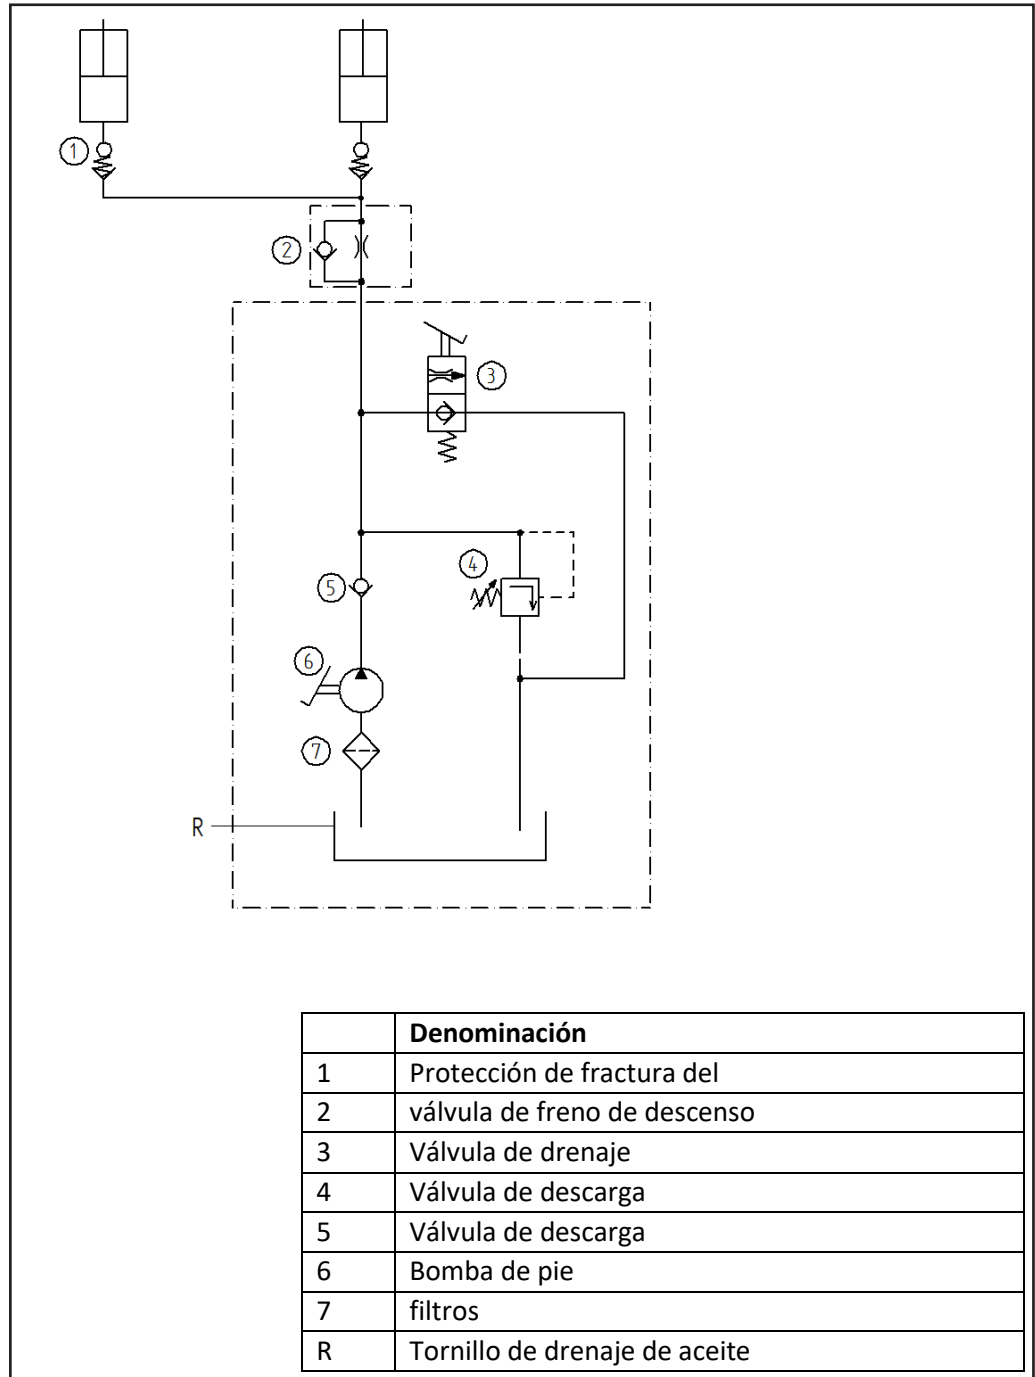 1
2
3
4
5
6
7
R
Denominación
1 Protección de fractura del
2 válvula de freno de descenso
3 Válvula de drenaje
4 Válvula de descarga
5 Válvula de descarga
6 Bomba de pie
7 filtros
R Tornillo de drenaje de aceite